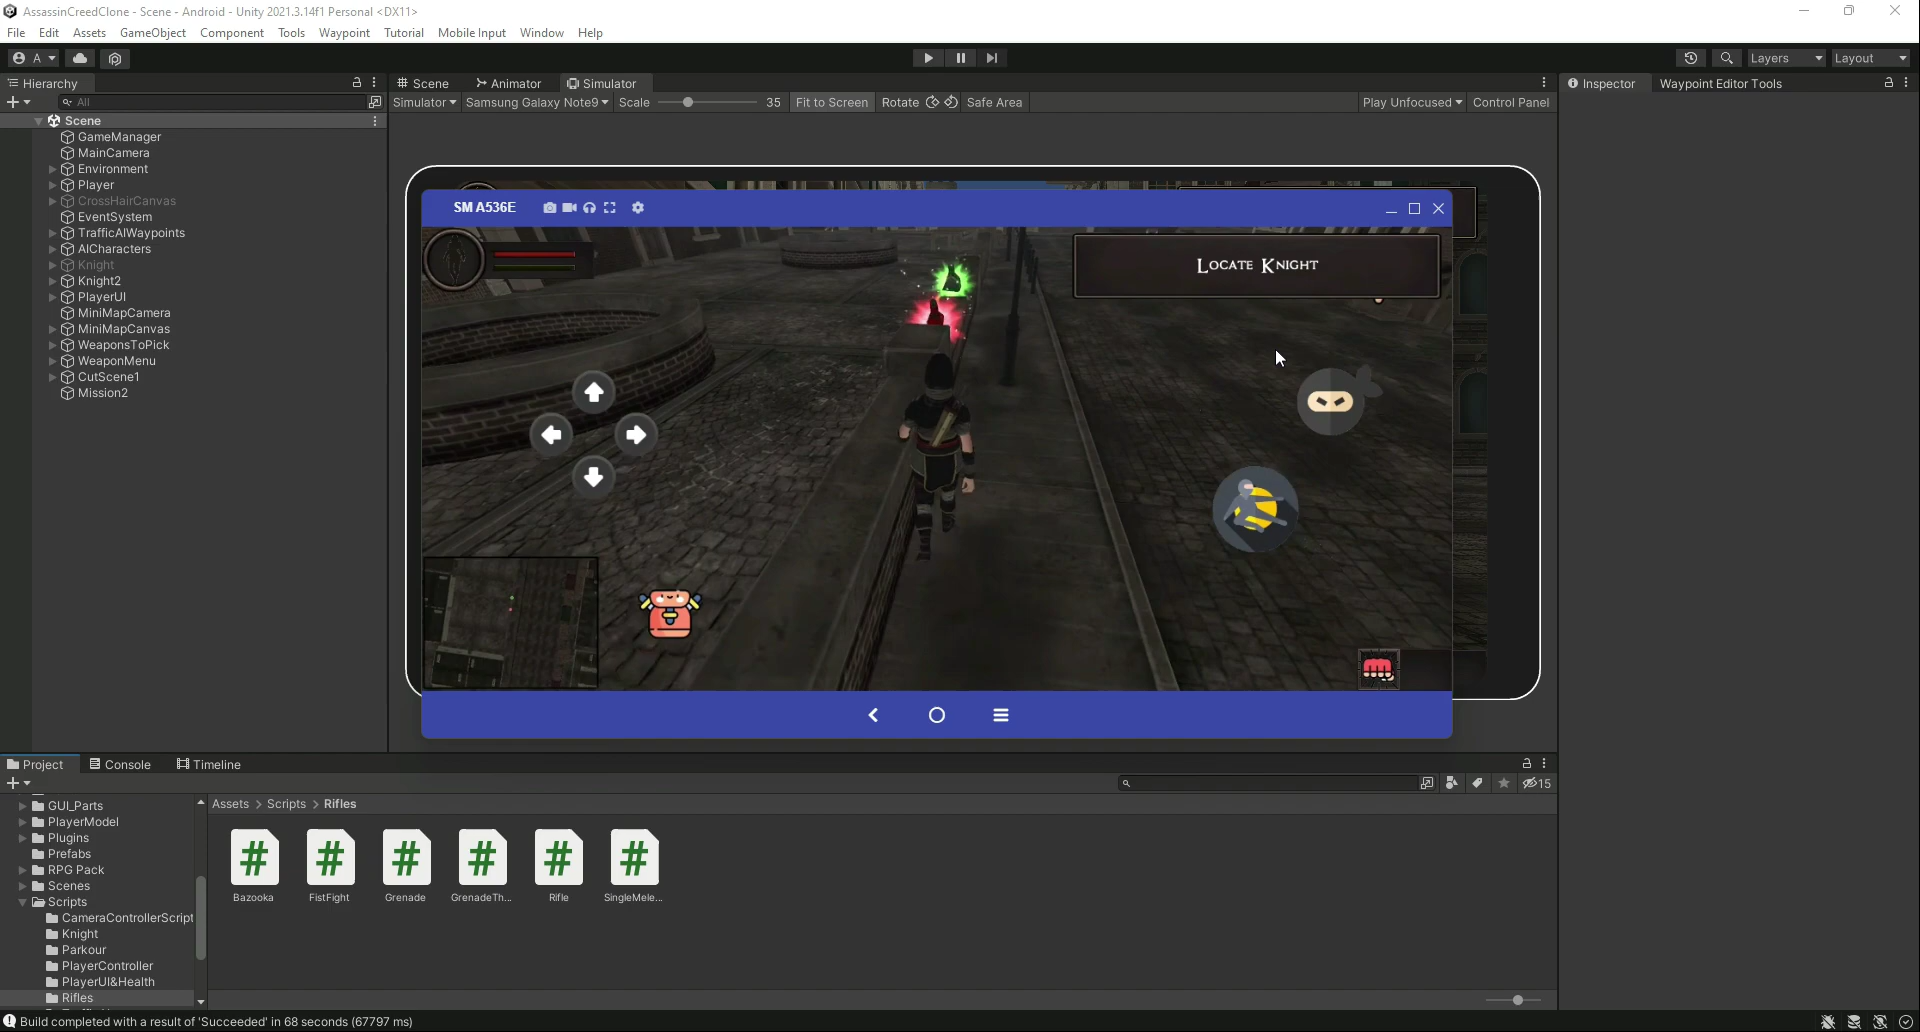 AssassinCreedClone - Scene - Android - Unity 2021.3.14f1 Personal <DX11>
File Edit Assets GameObject Component Tools Jobs Waypoint Tutorial Mobile Input Window Help
A
Layers Layout
Hierarchy
Scene Animator Simulator
Inspector Waypoint Editor Tools
All
Simulator Samsung Galaxy Note9 Scale 35 Fit to Screen Rotate Safe Area Play Unfocused Control Panel
Scene
GameManager
MainCamera
Environment
Player
CrossHairCanvas
EventSystem
TrafficAIWaypoints
AICharacters
Knight
Knight2
PlayerUI
MiniMapCamera
MiniMapCanvas
WeaponsToPick
WeaponMenu
CutScene1
Mission2
SM A536E
Locate Knight
Project Console Timeline
15
GUI_Parts
PlayerModel
Plugins
Prefabs
RPG Pack
Scenes
Scripts
CameraControllerScript
Knight
Parkour
PlayerController
PlayerUI&Health
Rifles
Assets > Scripts > Rifles
Bazooka FistFight Grenade GrenadeTh... Rifle SingleMele...
Build completed with a result of 'Succeeded' in 68 seconds (67797 ms)